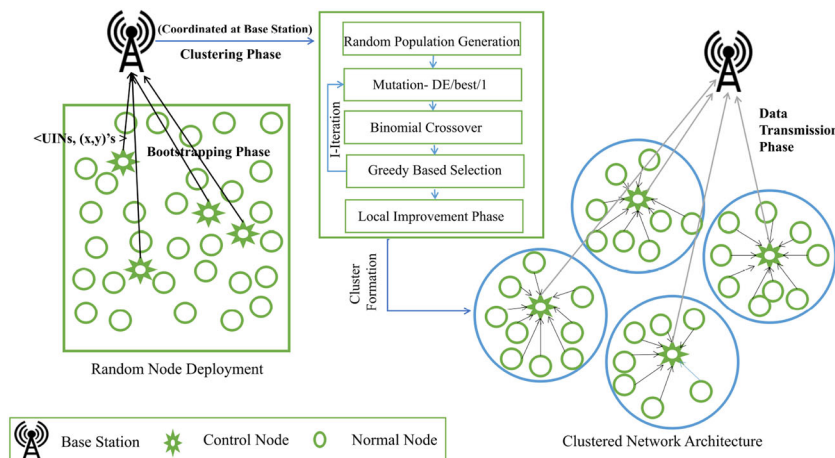 (Coordinated at Base Station)
Clustering Phase
<UINs, (x,y)'s >
Bootstrapping Phase
Random Node Deployment
Random Population Generation
Mutation- DE/best/1
Binomial Crossover
Greedy Based Selection
Local Improvement Phase
I-Iteration
Cluster
Formation
Data
Transmission
Phase
Clustered Network Architecture
Base Station
Control Node
Normal Node